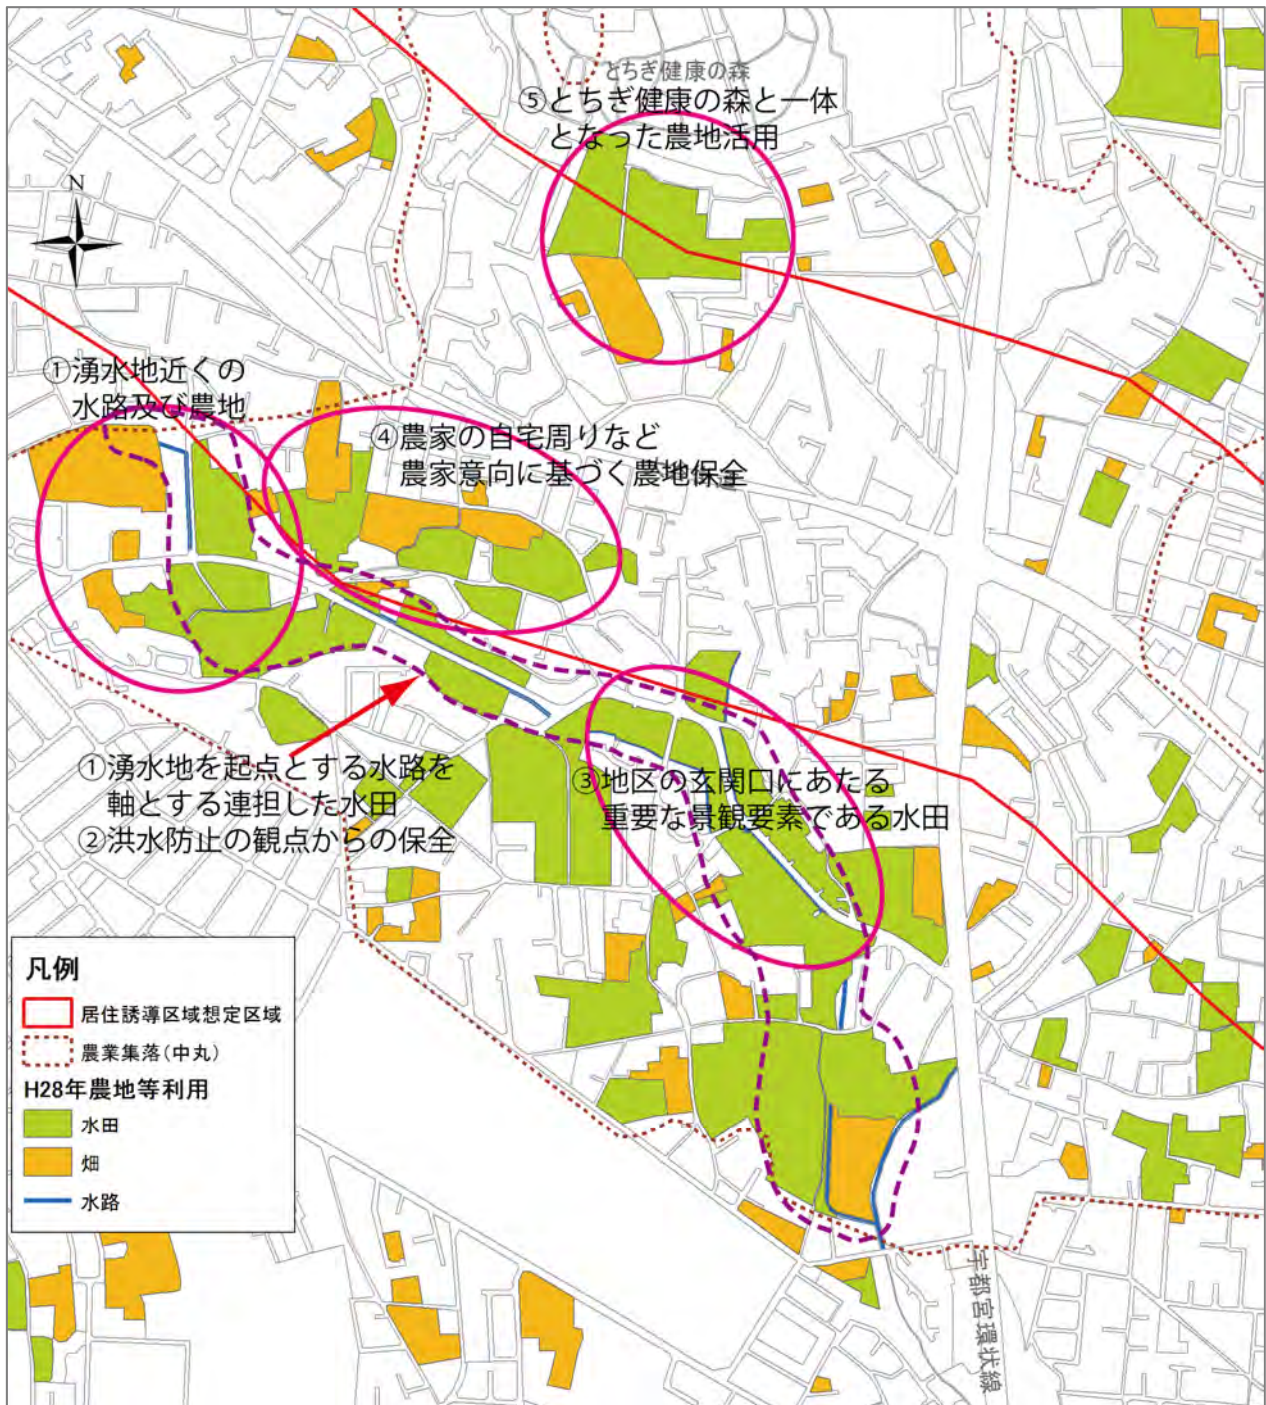 とちぎ健康の森
⑤とちぎ健康の森と一体
となった農地活用
N
①湧水地近くの
水路及び農地
④農家の自宅周りなど
農家意向に基づく農地保全
①湧水地を起点とする水路を
軸とする連担した水田
②洪水防止の観点からの保全
③地区の玄関口にあたる
重要な景観要素である水田
凡例
居住誘導区域想定区域
農業集落(中丸)
H28年農地等利用
水田
畑
水路
宇都宮環状線